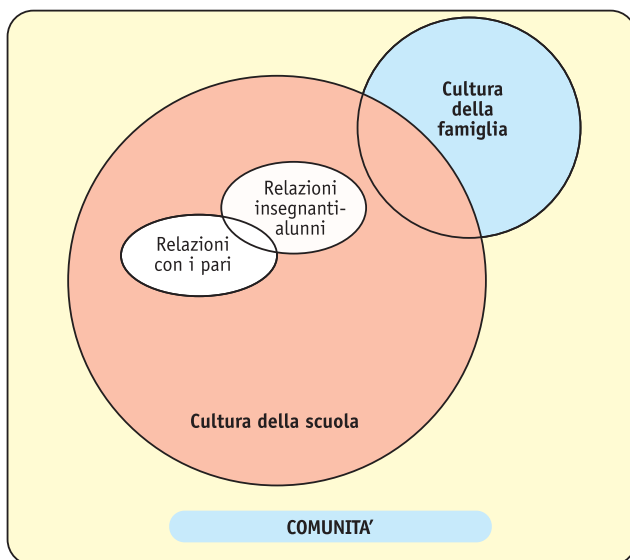 Cultura
della
famiglia
Relazioni
insegnanti-
alunni
Relazioni
con i pari
Cultura della scuola
COMUNITA’